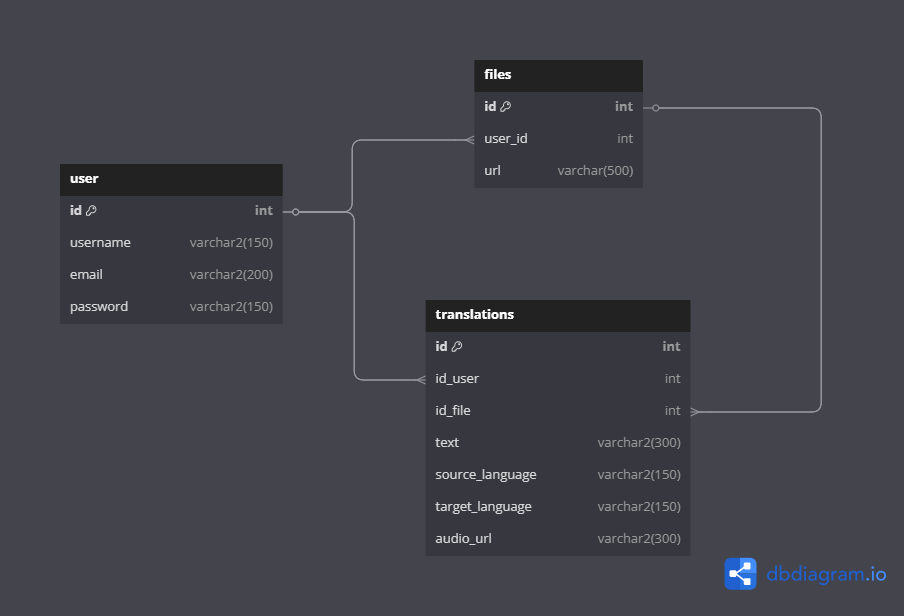 user
id int
username varchar2(150)
email varchar2(200)
password varchar2(150)
files
id int
user_id int
url varchar(500)
translations
id int
id_user int
id_file int
text varchar2(300)
source_language varchar2(150)
target_language varchar2(150)
audio_url varchar2(300)
dbdiagram.io